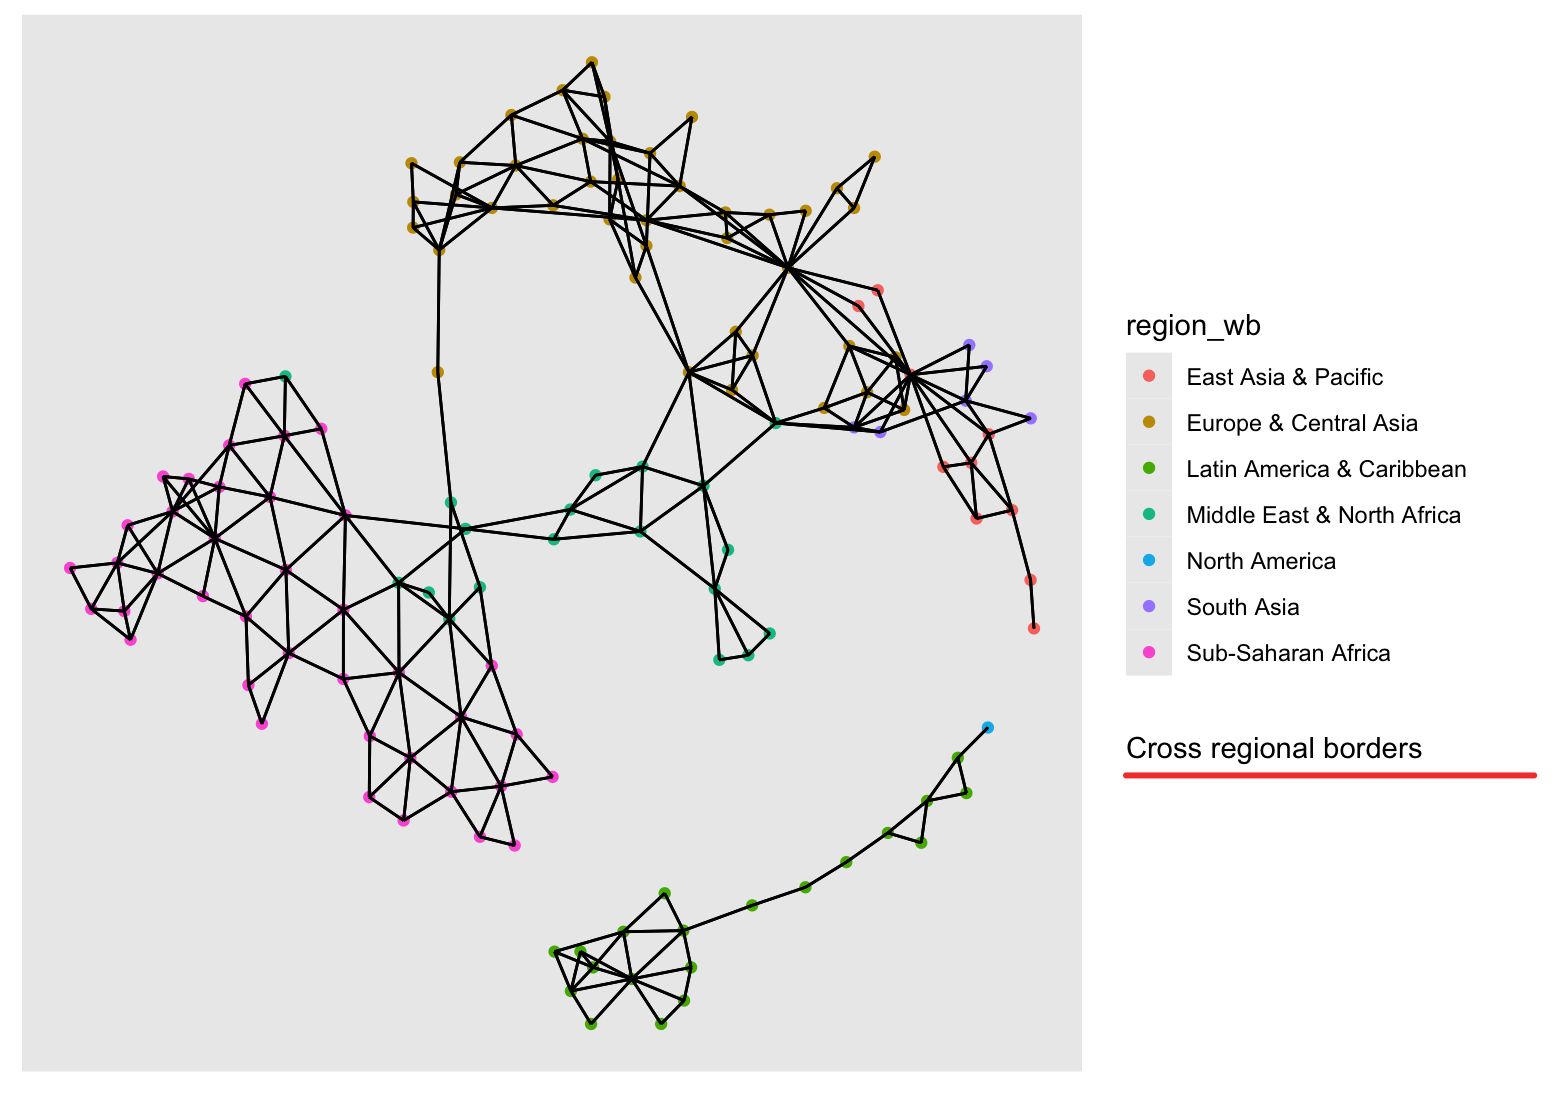 region_wb
East Asia & Pacific
Europe & Central Asia
Latin America & Caribbean
Middle East & North Africa
North America
South Asia
Sub-Saharan Africa
Cross regional borders